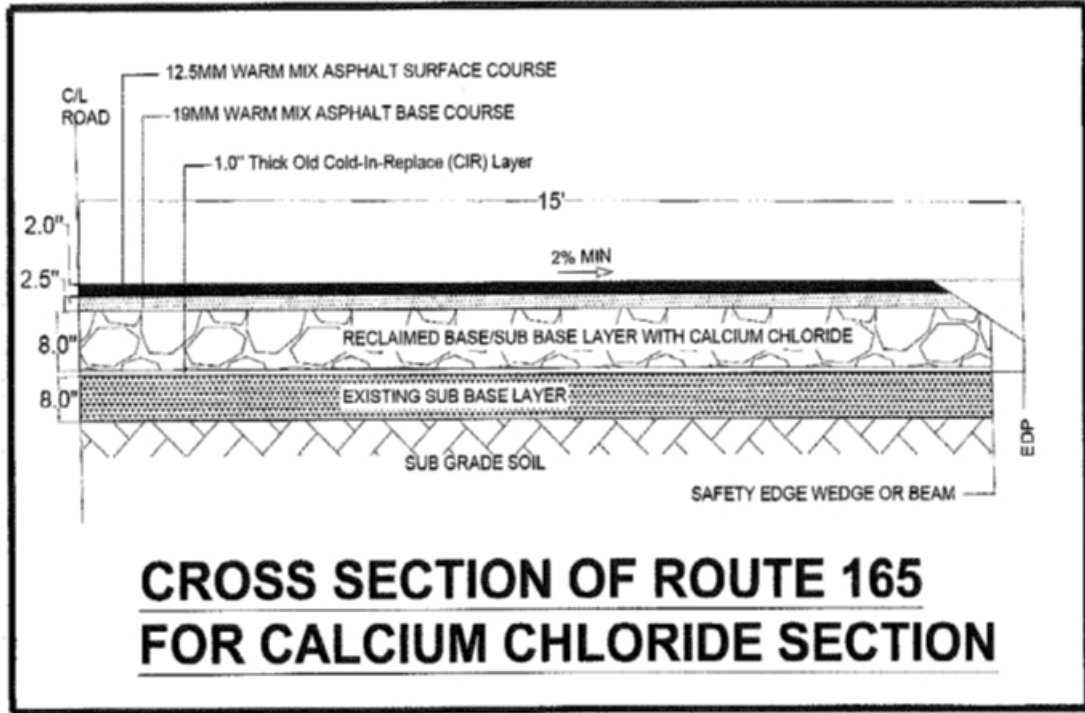 12.5MM WARM MIX ASPHALT SURFACE COURSE
C/L
ROAD
19MM WARM MIX ASPHALT BASE COURSE
1.0" Thick Old Cold-In-Replace (CIR) Layer
15'
2.0"
2% MIN
2.5"
RECLAIMED BASE/SUB BASE LAYER WITH CALCIUM CHLORIDE
8.0"
EXISTING SUB BASE LAYER
8.0"
SUB GRADE SOIL
EDP
SAFETY EDGE WEDGE OR BEAM
CROSS SECTION OF ROUTE 165
FOR CALCIUM CHLORIDE SECTION